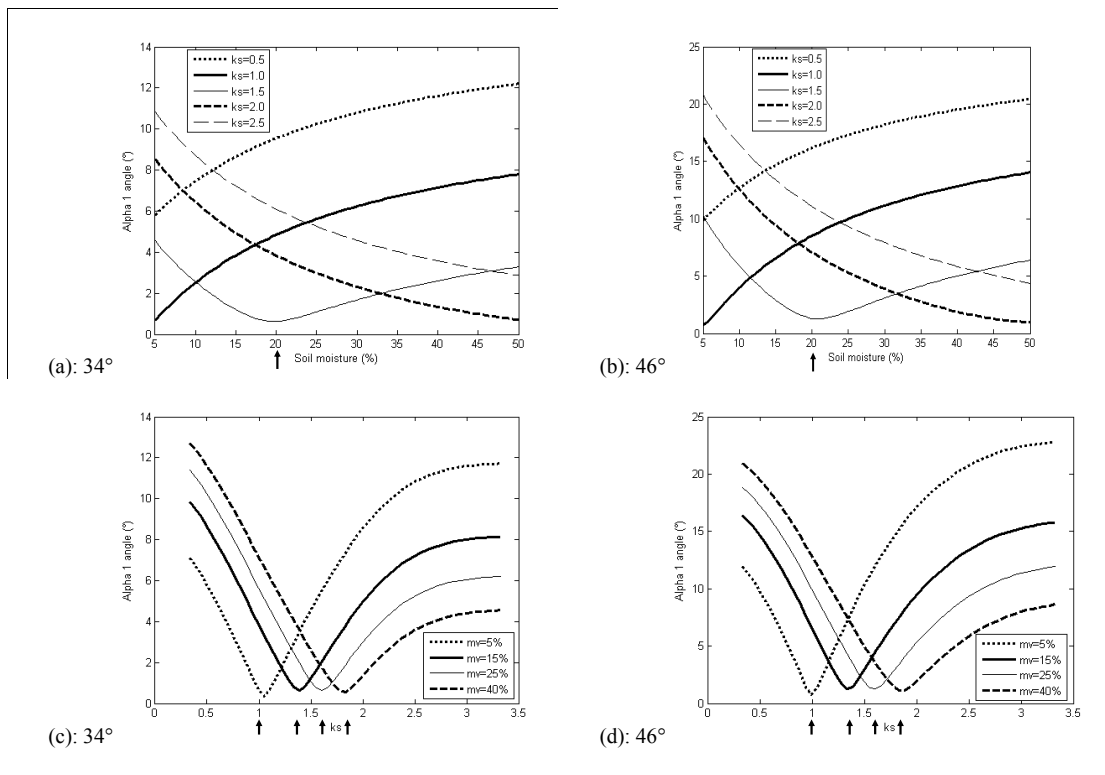 14
12
10
8
6
4
2
0
Alpha 1 angle (°)
ks=0.5
ks=1.0
ks=1.5
ks=2.0
ks=2.5
5 10 15 20 25 30 35 40 45 50
Soil moisture (%)
(a): 34°
25
20
15
10
5
0
Alpha 1 angle (°)
ks=0.5
ks=1.0
ks=1.5
ks=2.0
ks=2.5
5 10 15 20 25 30 35 40 45 50
Soil moisture (%)
(b): 46°
14
12
10
8
6
4
2
0
Alpha 1 angle (°)
mv=5%
mv=15%
mv=25%
mv=40%
0 0.5 1 1.5 2 2.5 3 3.5
ks
(c): 34°
25
20
15
10
5
0
Alpha 1 angle (°)
mv=5%
mv=15%
mv=25%
mv=40%
0 0.5 1 1.5 2 2.5 3 3.5
ks
(d): 46°